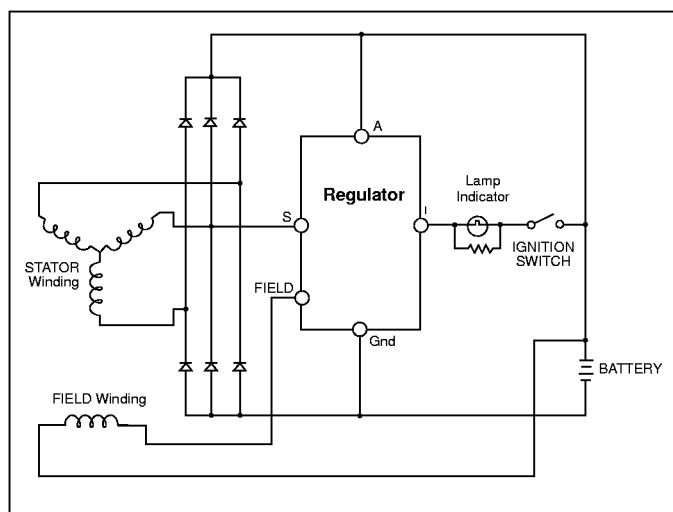 A
Regulator
Lamp
Indicator
S
I
IGNITION
SWITCH
STATOR
Winding
FIELD
Gnd
BATTERY
FIELD Winding